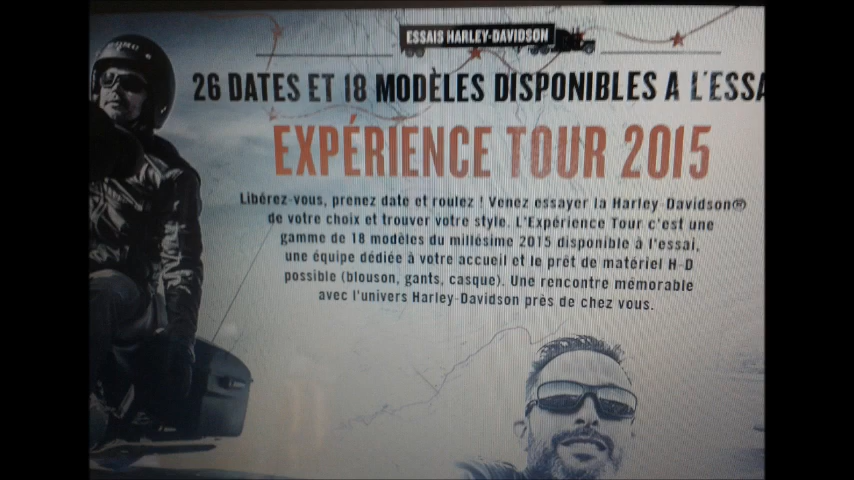 ESSAIS HARLEY-DAVIDSON
26 DATES ET 18 MODÈLES DISPONIBLES A L'ESSA
EXPÉRIENCE TOUR 2015
Libérez-vous, prenez date et roulez ! Venez essayer la Harley-Davidson®
de votre choix et trouver votre style. L'Expérience Tour c'est une
gamme de 18 modèles du millésime 2015 disponible à l'essai,
une équipe dédiée à votre accueil et le prêt de matériel H-D
possible (blouson, gants, casque). Une rencontre mémorable
avec l'univers Harley-Davidson près de chez vous.